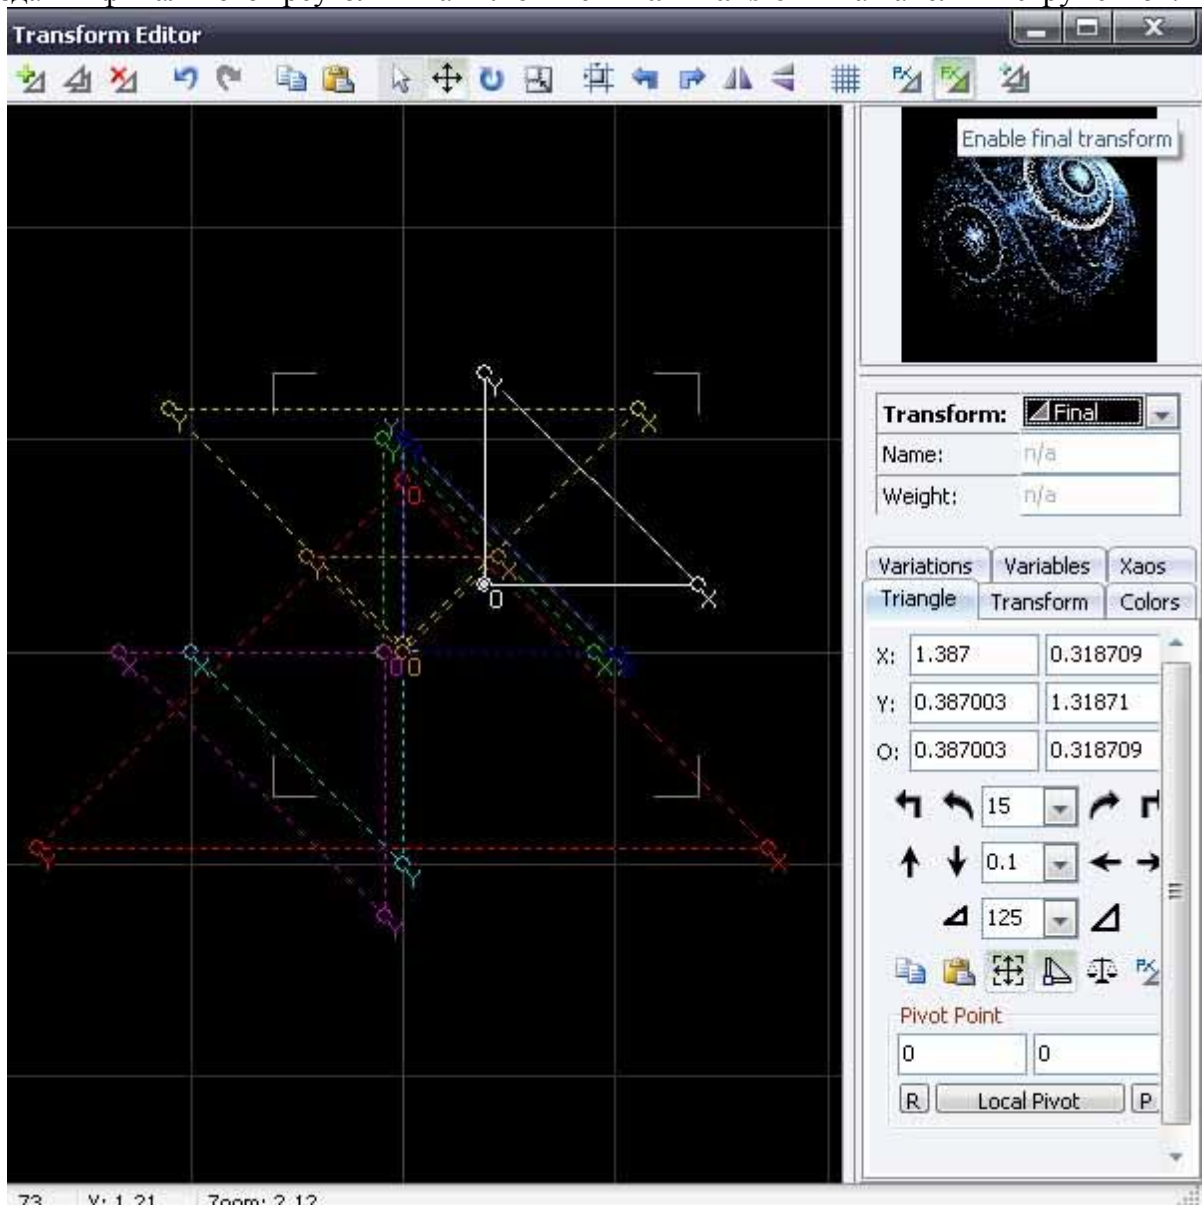 Transform Editor
Enable final transform
Transform: Final
Name: n/a
Weight: n/a
Variations Variables Xaos
Triangle Transform Colors
X: 1.387 0.318709
Y: 0.387003 1.31871
O: 0.387003 0.318709
15
0.1
125
Pivot Point
0 0
R Local Pivot P
Y
X
Y
O
Y
X
O
X
O
X
X
O
O
X
Y
Y
Y
X
73 Y: 1.21 Zoom: 2.12